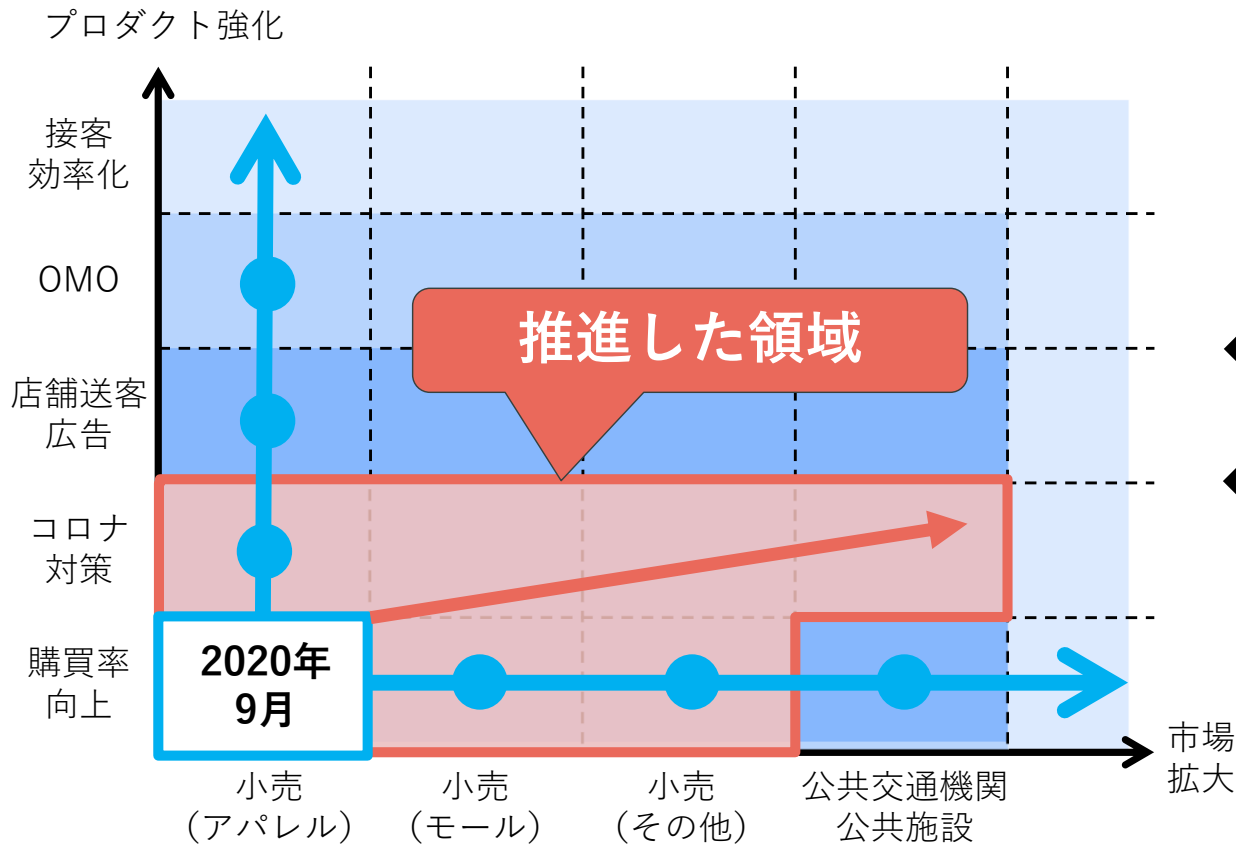 プロダクト強化
接客
効率化
OMO
推進した領域
店舗送客
広告
コロナ
対策
購買率
向上
2020年
9月
市場
拡大
小売
（アパレル）
小売
（モール）
小売
（その他）
公共交通機関
公共施設